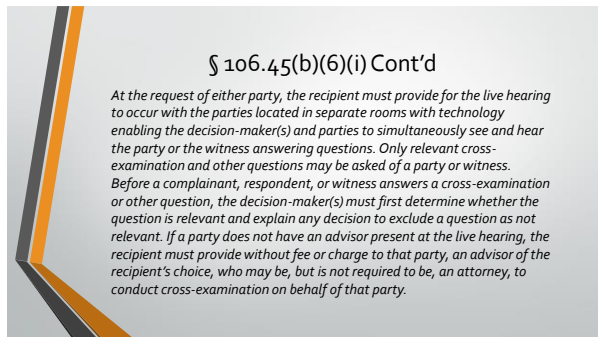 § 106.45(b)(6)(i) Cont’d
At the request of either party, the recipient must provide for the live hearing
to occur with the parties located in separate rooms with technology
enabling the decision-maker(s) and parties to simultaneously see and hear
the party or the witness answering questions. Only relevant cross-
examination and other questions may be asked of a party or witness.
Before a complainant, respondent, or witness answers a cross-examination
or other question, the decision-maker(s) must first determine whether the
question is relevant and explain any decision to exclude a question as not
relevant. If a party does not have an advisor present at the live hearing, the
recipient must provide without fee or charge to that party, an advisor of the
recipient’s choice, who may be, but is not required to be, an attorney, to
conduct cross-examination on behalf of that party.